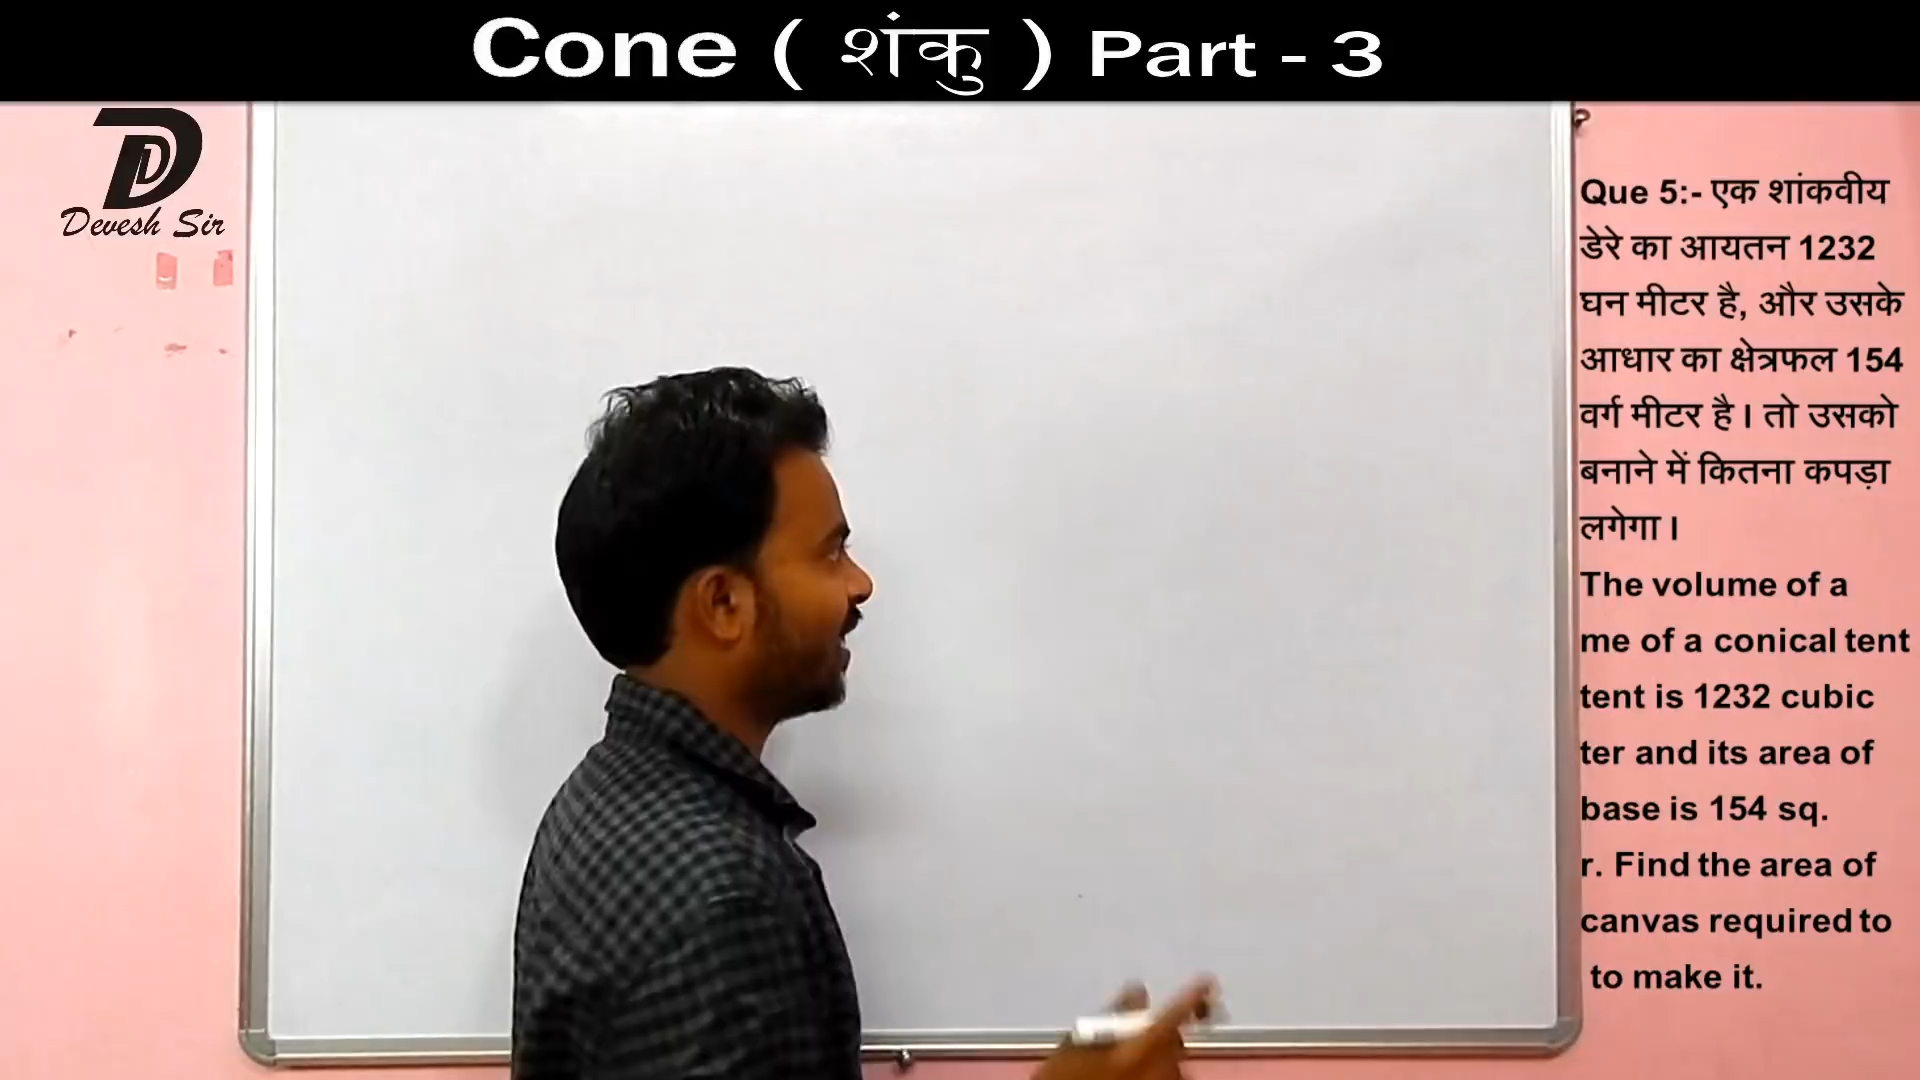 Cone ( शंकु ) Part - 3
D
Devesh Sir
Que 5:- एक शांकवीय
डेरे का आयतन 1232
घन मीटर है, और उसके
आधार का क्षेत्रफल 154
वर्ग मीटर है । तो उसको
बनाने में कितना कपड़ा
लगेगा ।
The volume of a
me of a conical tent
tent is 1232 cubic
ter and its area of
base is 154 sq.
r. Find the area of
canvas required to
to make it.